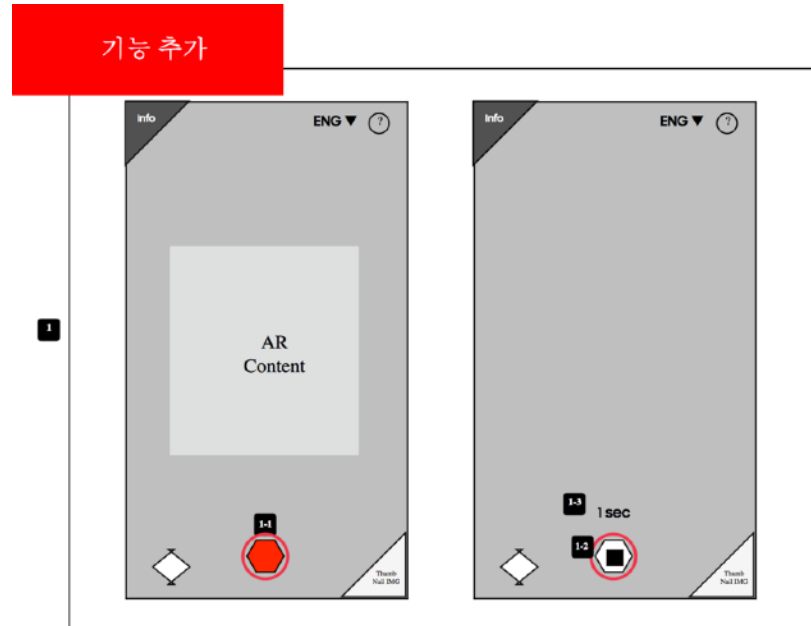 기능 추가
Info
ENG ▼ ?
AR
Content
1-1
Thumb
Nail IMG
1
Info
ENG ▼ ?
1-3
1 sec
1-2
Thumb
Nail IMG